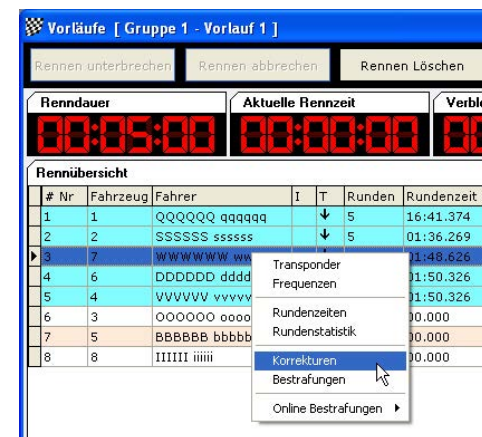 Vorläufe [ Gruppe 1 - Vorlauf 1 ]
Rennen unterbrechen Rennen abbrechen Rennen Löschen
Renndauer Aktuelle Rennzeit
00:05:00 00:00:00
Rennübersicht
# Nr Fahrzeug Fahrer I T Runden Rundenzeit
1 1 QQQQQQ qqqqqq 5 16:41.374
2 2 SSSSSS ssssss 5 01:36.269
3 7 WWWWWW 01:48.626
4 6 DDDDDD 01:50.326
5 4 VVVVVV 01:50.326
6 3 OOOOOO 00.000
7 5 BBBBBB 00.000
8 8 IIIIII iiiiii 00.000
Transponder
Frequenzen
Rundenzeiten
Rundenstatistik
Korrekturen
Bestrafungen
Online Bestrafungen